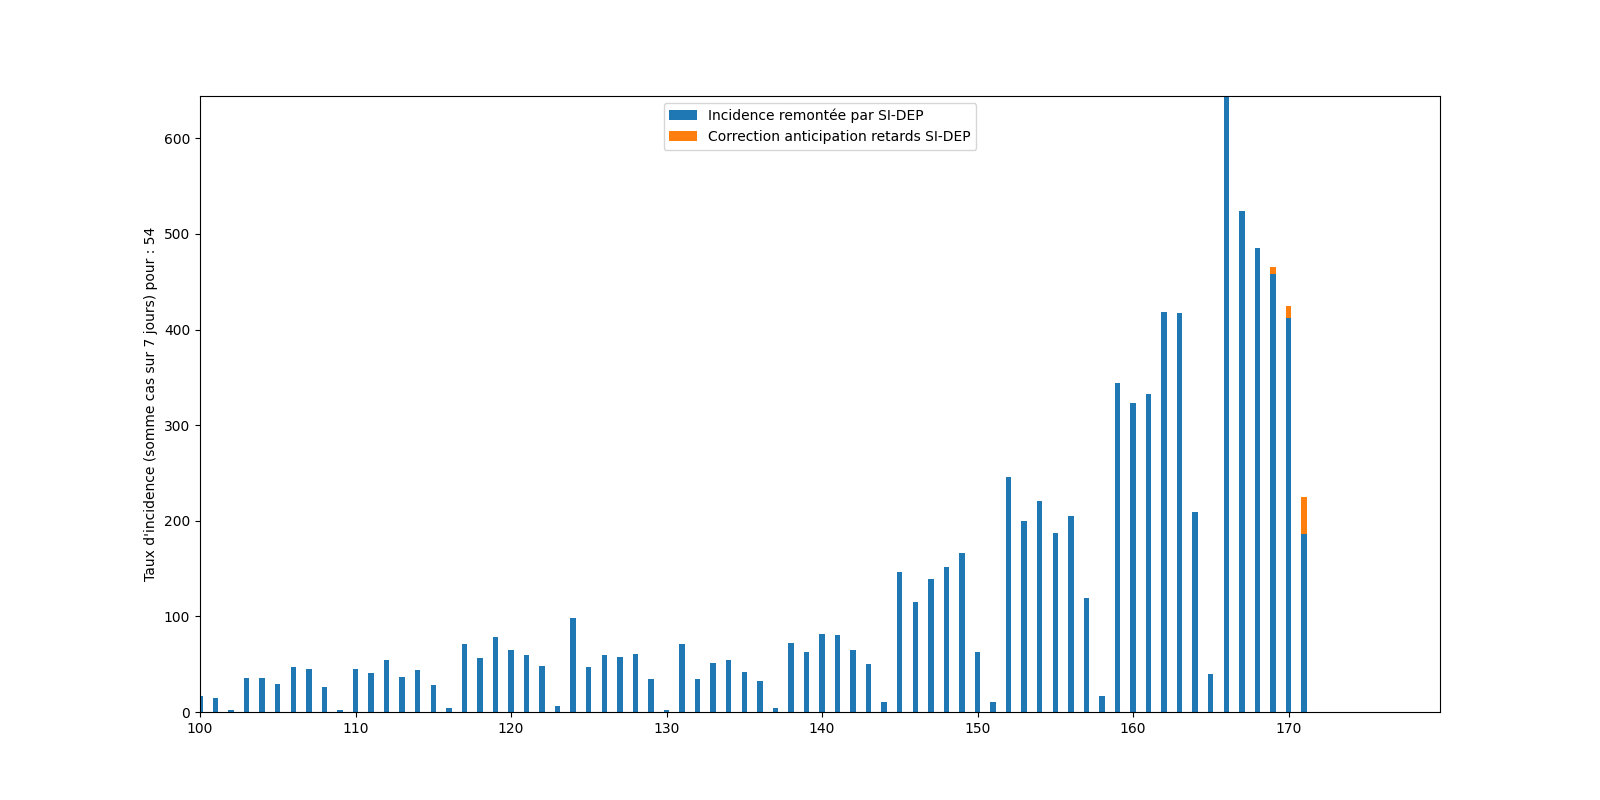 Incidence remontée par SI-DEP
Correction anticipation retards SI-DEP
Taux d'incidence (somme cas sur 7 jours) pour : 54
600
500
400
300
200
100
0
100 110 120 130 140 150 160 170